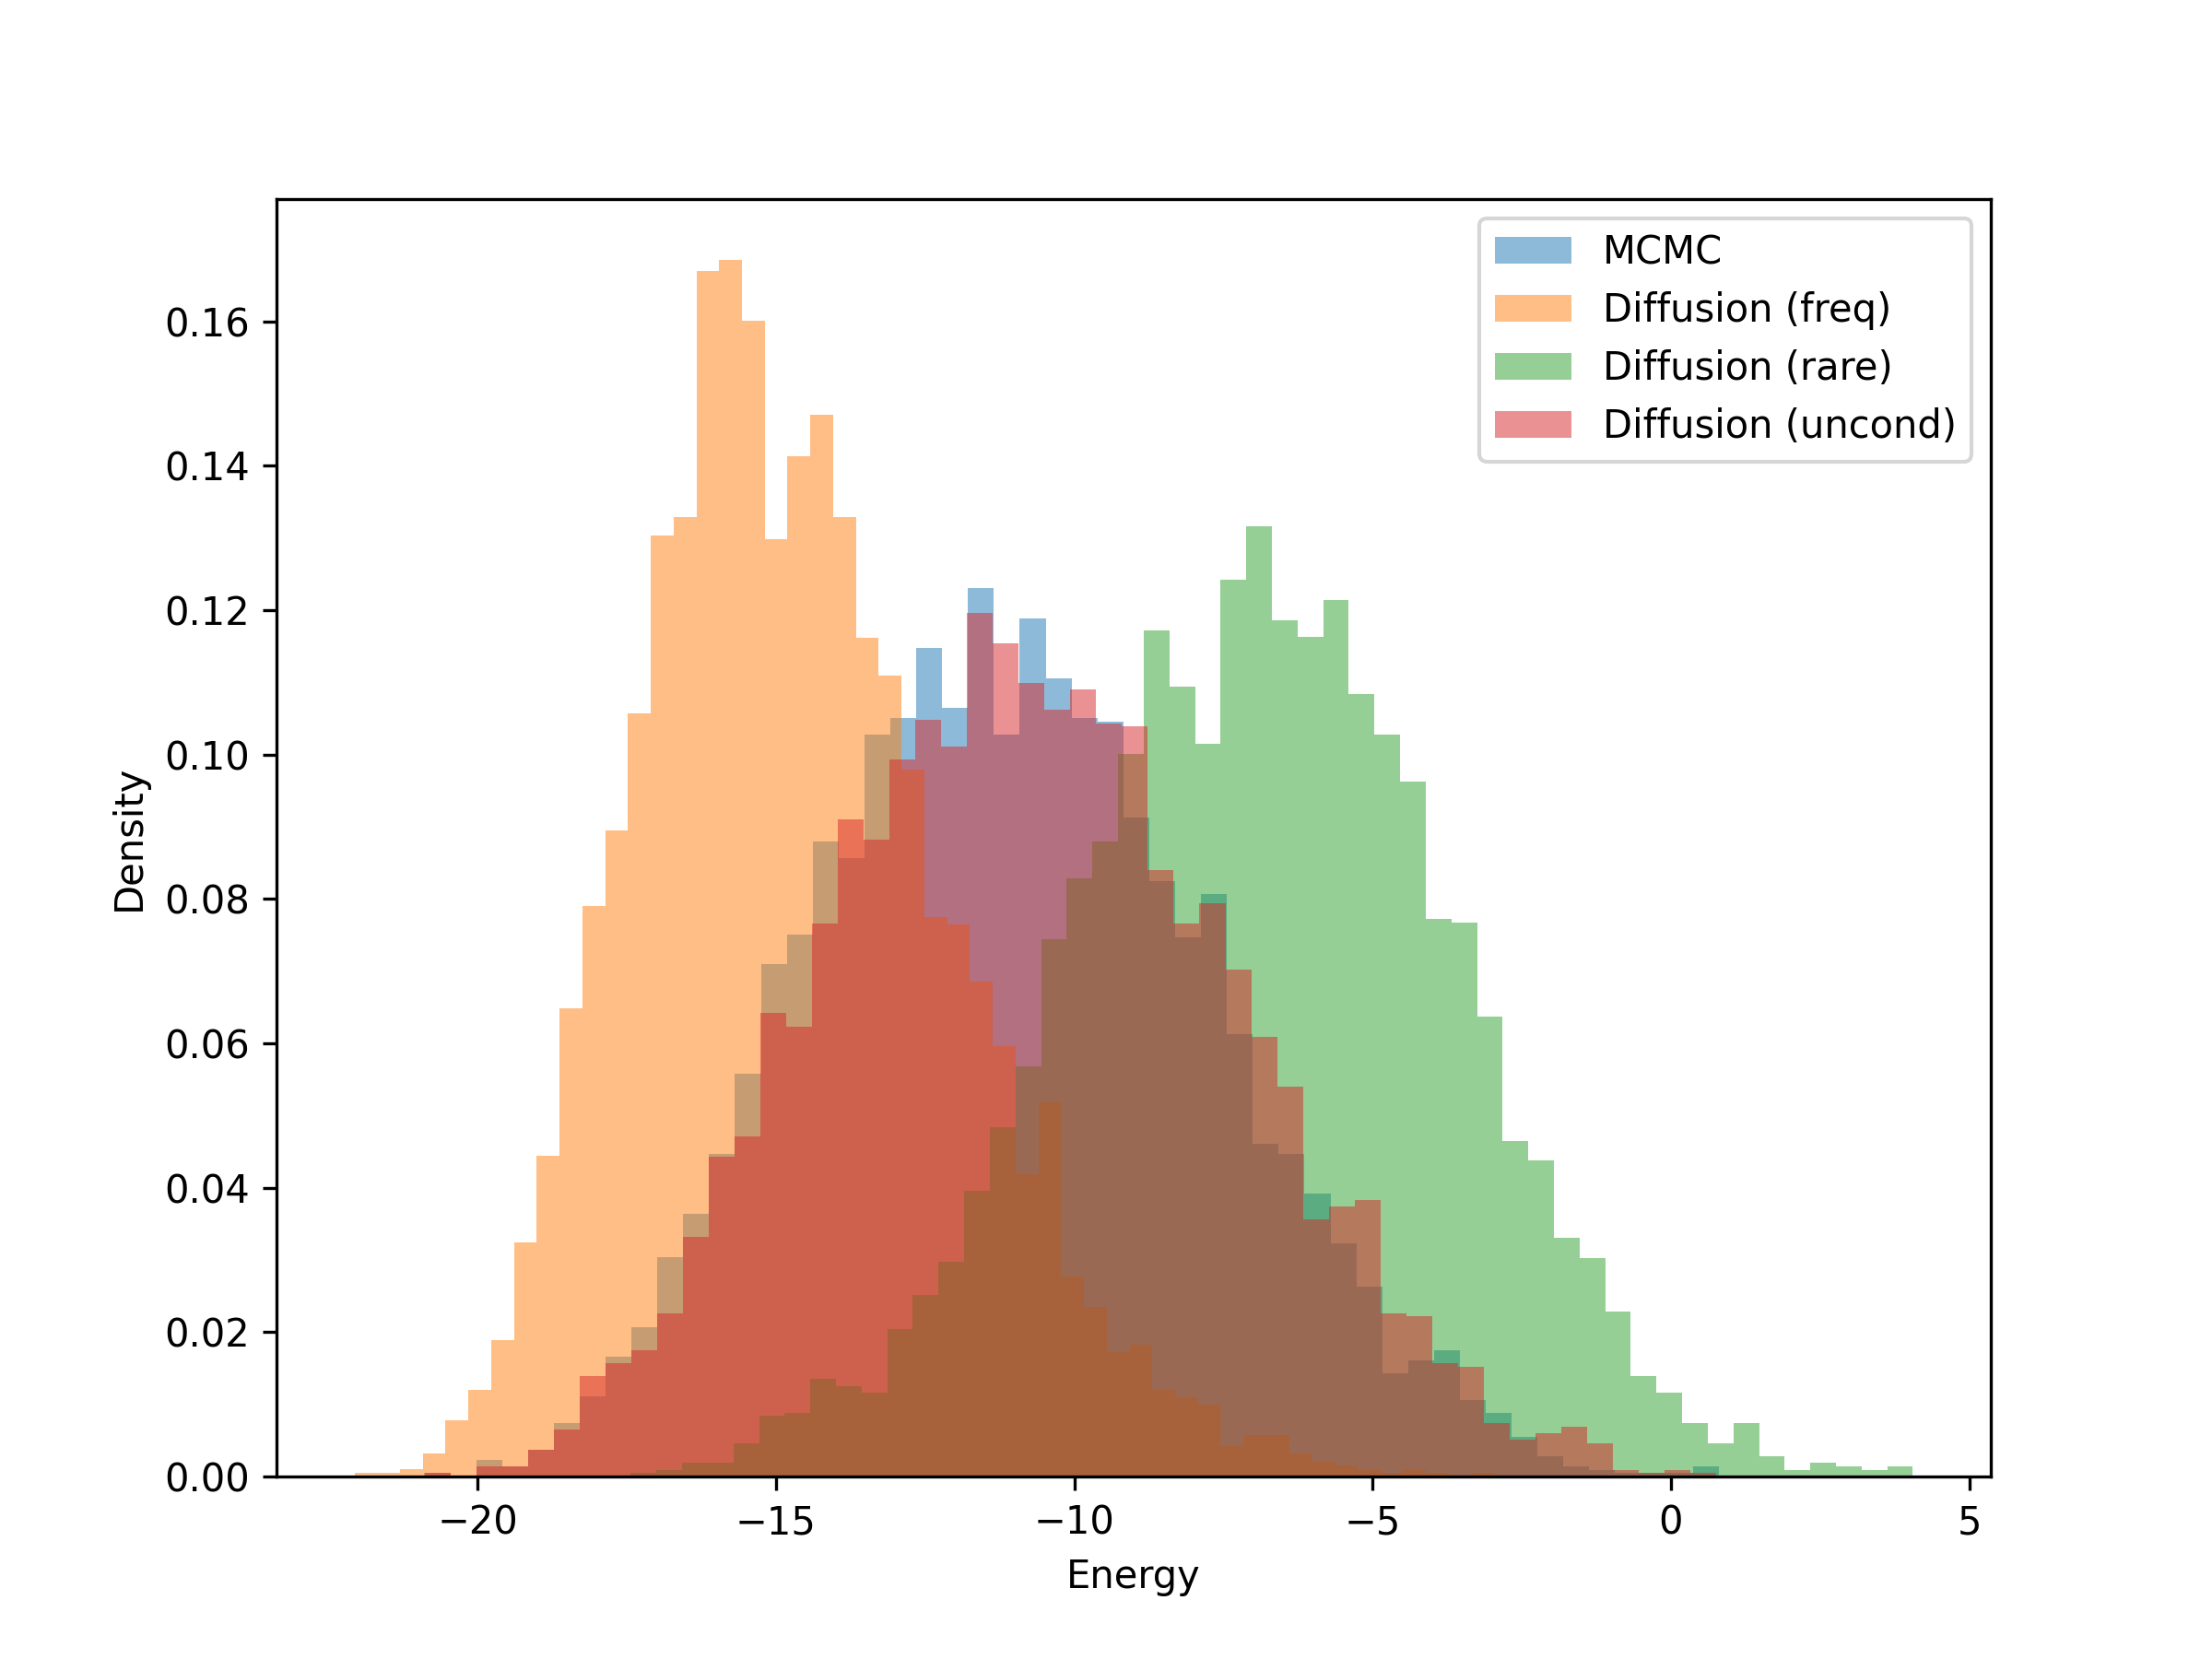 MCMC
Diffusion (freq)
Diffusion (rare)
Diffusion (uncond)
0.16
0.14
0.12
0.10
0.08
0.06
0.04
0.02
0.00
Density
−20 −15 −10 −5 0 5
Energy